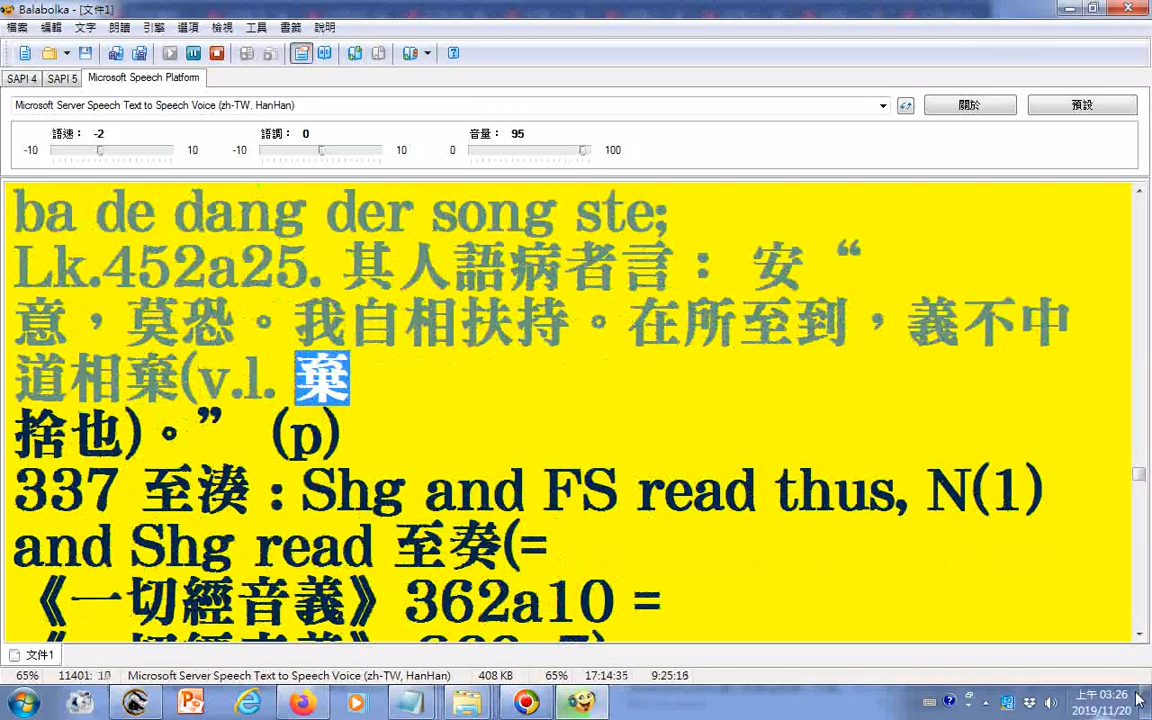 Balabolka - [文件1]
檔案 編輯 文字 朗讀 引擎 選項 檢視 工具 書籤 說明
SAPI 4 SAPI 5 Microsoft Speech Platform
Microsoft Server Speech Text to Speech Voice (zh-TW, HanHan) 關於 預設
語速： -2 語調： 0 音量： 95
-10 10 -10 10 0 100
ba de dang der song ste;
Lk.452a25. 其人語病者言： 安“
意，莫恐。我自相扶持。在所至到，義不中
道相棄(v.l. 棄
捨也)。” (p)
337 至湊 : Shg and FS read thus, N(1)
and Shg read 至奏(=
《一切經音義》 362a10 =
文件1
65% Microsoft Server Speech Text to Speech Voice (zh-TW, HanHan) 408 KB 65% 17:14:35 9:25:16
上午 03:26
2019/11/20